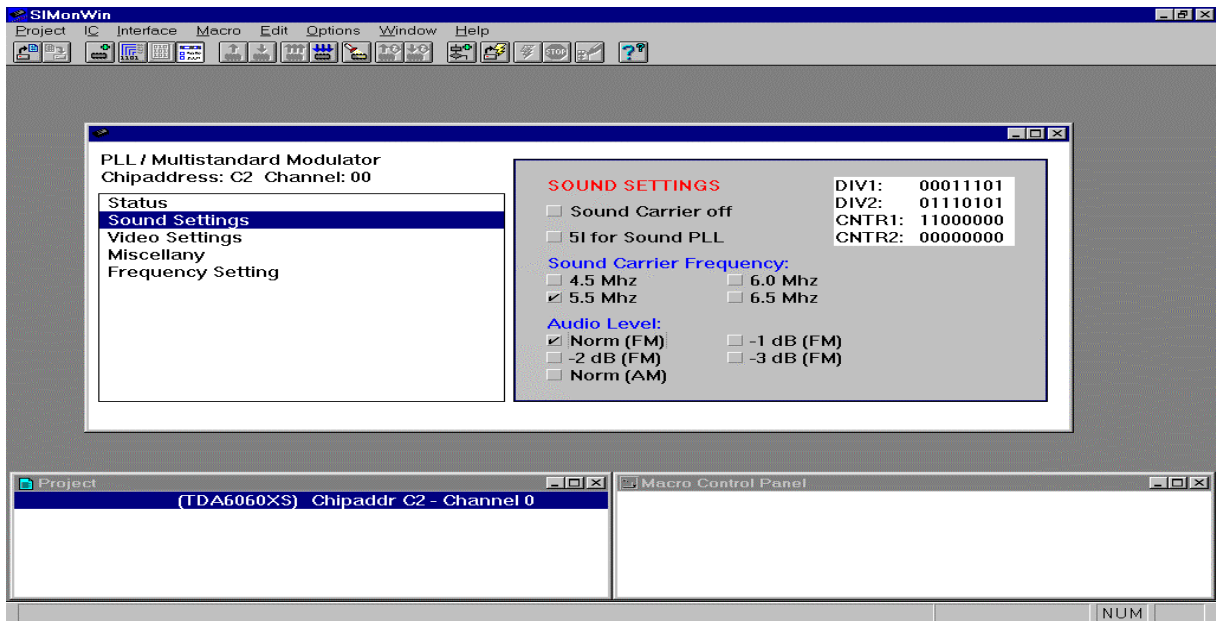 SIMonWin
Project IC Interface Macro Edit Options Window Help
PLL / Multistandard Modulator
Chipaddress: C2 Channel: 00
Status
Sound Settings
Video Settings
Miscellany
Frequency Setting
SOUND SETTINGS
Sound Carrier off
5I for Sound PLL
DIV1: 00011101
DIV2: 01110101
CNTR1: 11000000
CNTR2: 00000000
Sound Carrier Frequency:
4.5 Mhz 6.0 Mhz
5.5 Mhz 6.5 Mhz
Audio Level:
Norm (FM) -1 dB (FM)
-2 dB (FM) -3 dB (FM)
Norm (AM)
Project
(TDA6060XS) Chipaddr C2 - Channel 0
Macro Control Panel
NUM